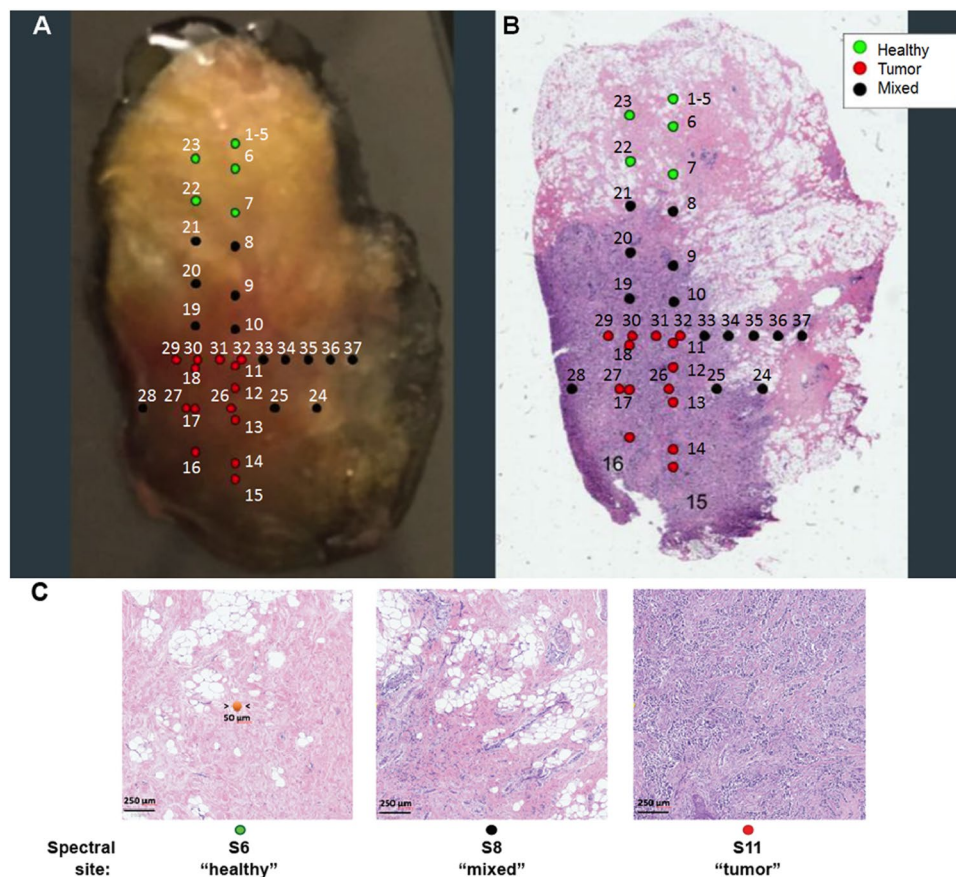 A
23
1-5
6
22
7
21
8
20
9
19
10
29 30 31 32 33 34 35 36 37
18
11
12
28 27 26 25 24
17
13
16
14
15
B
Healthy
Tumor
Mixed
23
1-5
6
22
7
21
8
20
9
19
10
29 30 31 32 33 34 35 36 37
18
11
12
28 27 26 25 24
17
13
14
16
15
C
> <
50 µm
250 µm
250 µm
250 µm
Spectral
site:
S6
"healthy"
S8
"mixed"
S11
"tumor"